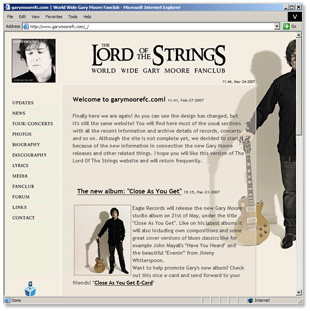 garymoorefc.com | World Wide Gary Moore Fanclub - Microsoft Internet Explorer
File Edit View Favorites Tools Help
http://www.garymoorefc.com/_/
THE
LORD OF THE STRINGS
WORLD WIDE GARY MOORE FANCLUB
11:46, Mar-24-2007
UPDATES
NEWS
TOUR/CONCERTS
PHOTOS
BIOGRAPHY
DISCOGRAPHY
LYRICS
MEDIA
FANCLUB
FORUM
LINKS
CONTACT
Welcome to garymoorefc.com! 11:41, Feb-27-2007
Finally here we are again! As you can see the design has changed, but
it's still the same website! You will find here most of the usual sections
with all the recent information and archive details of records, concerts
and so on. Although the site is not complete yet, we decided to start it
because of the new information in connection the new Gary Moore
releases and other related things. I hope you will like this version of The
Lord Of The Strings website and will return frequently.
The new album: "Close As You Get" 15:15, Mar-21-2007
Eagle Records will release the new Gary Moore
studio album on 21st of May, under the title
"Close As You Get". Like on his latest albums it
will also including own compositions and some
great cover versions of blues classics like for
example John Mayall's "Have You Heard" and
the beautiful "Evenin'" from Jimmy
Whiterspoon.
Want to help promote Gary's new album? Check
out this nice e-card and send forward to your
friends! "Close As You Get E-Card"
Done
Internet